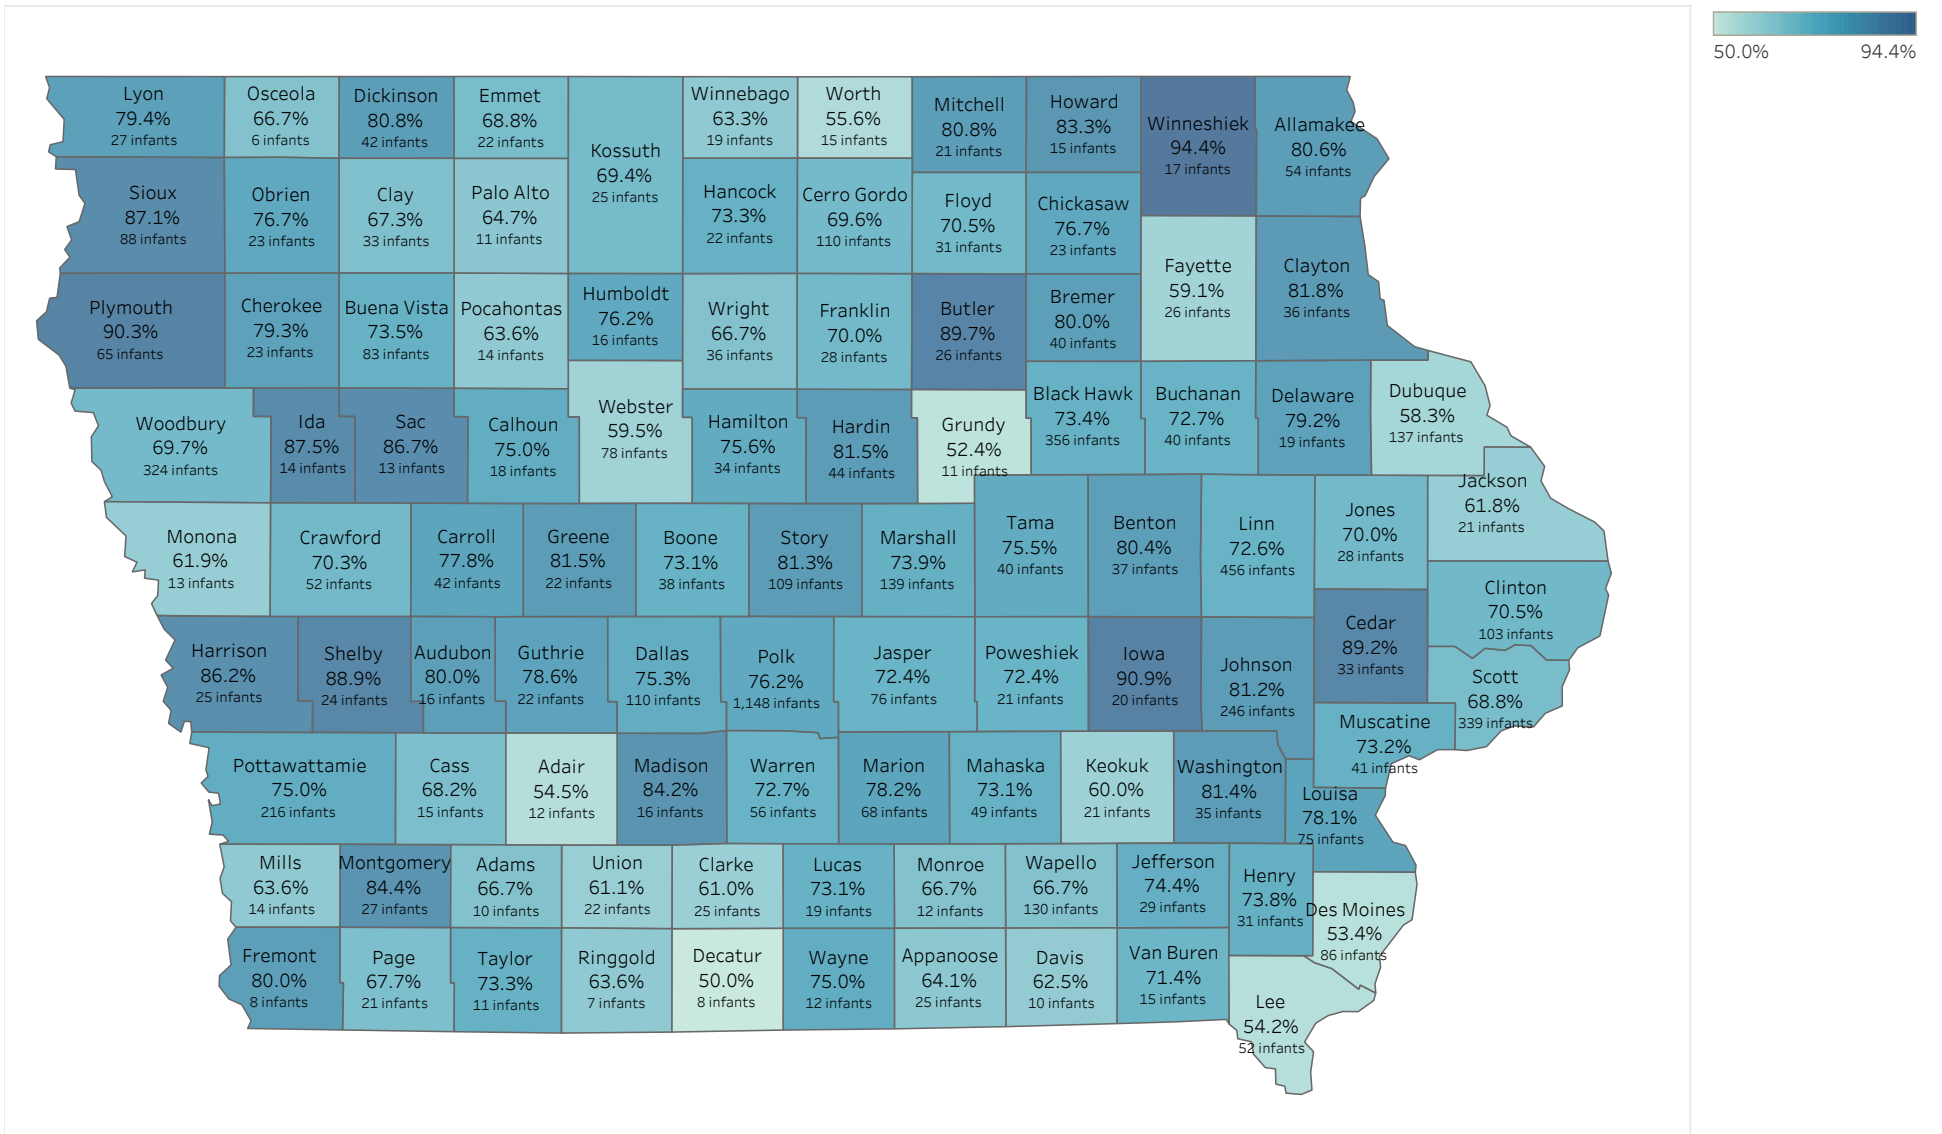 50.0%
94.4%
Lyon
79.4%
27 infants
Osceola
66.7%
6 infants
Dickinson
80.8%
42 infants
Emmet
68.8%
22 infants
Kossuth
69.4%
25 infants
Winnebago
63.3%
19 infants
Worth
55.6%
15 infants
Mitchell
80.8%
21 infants
Howard
83.3%
15 infants
Winneshiek
94.4%
17 infants
Allamakee
80.6%
54 infants
Sioux
87.1%
88 infants
Obrien
76.7%
23 infants
Clay
67.3%
33 infants
Palo Alto
64.7%
11 infants
Hancock
73.3%
22 infants
Cerro Gordo
69.6%
110 infants
Floyd
70.5%
31 infants
Chickasaw
76.7%
23 infants
Fayette
59.1%
26 infants
Clayton
81.8%
36 infants
Plymouth
90.3%
65 infants
Cherokee
79.3%
23 infants
Buena Vista
73.5%
83 infants
Pocahontas
63.6%
14 infants
Humboldt
76.2%
16 infants
Wright
66.7%
36 infants
Franklin
70.0%
28 infants
Butler
89.7%
26 infants
Bremer
80.0%
40 infants
Woodbury
69.7%
324 infants
Ida
87.5%
14 infants
Sac
86.7%
13 infants
Calhoun
75.0%
18 infants
Webster
59.5%
78 infants
Hamilton
75.6%
34 infants
Hardin
81.5%
44 infants
Grundy
52.4%
11 infants
Black Hawk
73.4%
356 infants
Buchanan
72.7%
40 infants
Delaware
79.2%
19 infants
Dubuque
58.3%
137 infants
Monona
61.9%
13 infants
Crawford
70.3%
52 infants
Carroll
77.8%
42 infants
Greene
81.5%
22 infants
Boone
73.1%
38 infants
Story
81.3%
109 infants
Marshall
73.9%
139 infants
Tama
75.5%
40 infants
Benton
80.4%
37 infants
Linn
72.6%
456 infants
Jones
70.0%
28 infants
Jackson
61.8%
21 infants
Clinton
70.5%
103 infants
Harrison
86.2%
25 infants
Shelby
88.9%
24 infants
Audubon
80.0%
16 infants
Guthrie
78.6%
22 infants
Dallas
75.3%
110 infants
Polk
76.2%
1,148 infants
Jasper
72.4%
76 infants
Poweshiek
72.4%
21 infants
Iowa
90.9%
20 infants
Johnson
81.2%
246 infants
Cedar
89.2%
33 infants
Scott
68.8%
339 infants
Muscatine
73.2%
41 infants
Pottawattamie
75.0%
216 infants
Cass
68.2%
15 infants
Adair
54.5%
12 infants
Madison
84.2%
16 infants
Warren
72.7%
56 infants
Marion
78.2%
68 infants
Mahaska
73.1%
49 infants
Keokuk
60.0%
21 infants
Washington
81.4%
35 infants
Louisa
78.1%
75 infants
Mills
63.6%
14 infants
Montgomery
84.4%
27 infants
Adams
66.7%
10 infants
Union
61.1%
22 infants
Clarke
61.0%
25 infants
Lucas
73.1%
19 infants
Monroe
66.7%
12 infants
Wapello
66.7%
130 infants
Jefferson
74.4%
29 infants
Henry
73.8%
31 infants
Des Moines
53.4%
86 infants
Fremont
80.0%
8 infants
Page
67.7%
21 infants
Taylor
73.3%
11 infants
Ringgold
63.6%
7 infants
Decatur
50.0%
8 infants
Wayne
75.0%
12 infants
Appanoose
64.1%
25 infants
Davis
62.5%
10 infants
Van Buren
71.4%
15 infants
Lee
54.2%
52 infants